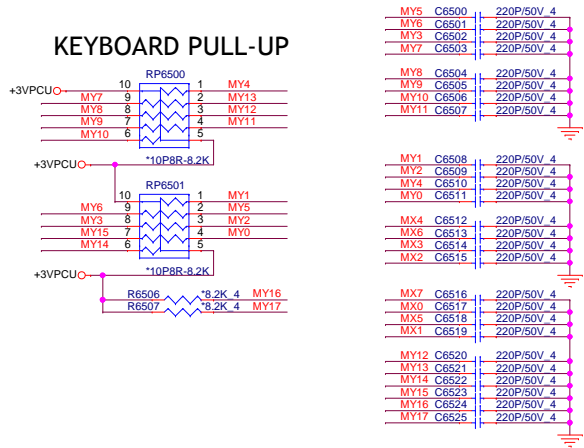 KEYBOARD PULL-UP
RP6500
+3VPCU 10 1 MY4
MY7 9 2 MY13
MY8 8 3 MY12
MY9 7 4 MY11
MY10 6 5
+3VPCU *10P8R-8.2K
RP6501
10 1 MY1
MY6 9 2 MY5
MY3 8 3 MY2
MY15 7 4 MY0
MY14 6 5
+3VPCU *10P8R-8.2K
R6506 *8.2K_4 MY16
R6507 *8.2K_4 MY17
MY5 C6500 220P/50V_4
MY6 C6501 220P/50V_4
MY3 C6502 220P/50V_4
MY7 C6503 220P/50V_4
MY8 C6504 220P/50V_4
MY9 C6505 220P/50V_4
MY10 C6506 220P/50V_4
MY11 C6507 220P/50V_4
MY1 C6508 220P/50V_4
MY2 C6509 220P/50V_4
MY4 C6510 220P/50V_4
MY0 C6511 220P/50V_4
MX4 C6512 220P/50V_4
MX6 C6513 220P/50V_4
MX3 C6514 220P/50V_4
MX2 C6515 220P/50V_4
MX7 C6516 220P/50V_4
MX0 C6517 220P/50V_4
MX5 C6518 220P/50V_4
MX1 C6519 220P/50V_4
MY12 C6520 220P/50V_4
MY13 C6521 220P/50V_4
MY14 C6522 220P/50V_4
MY15 C6523 220P/50V_4
MY16 C6524 220P/50V_4
MY17 C6525 220P/50V_4